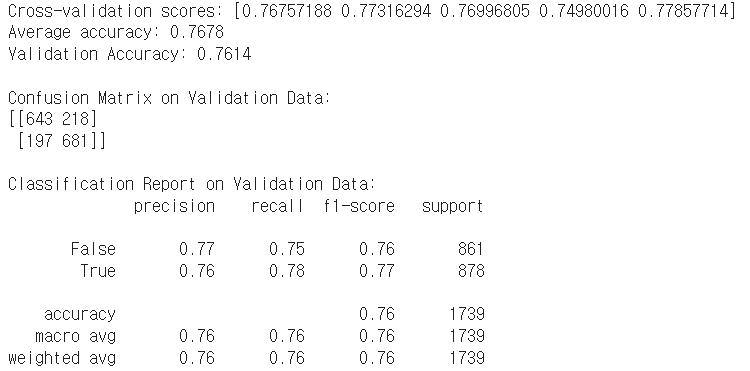 Cross-validation scores: [0.76757188 0.77316294 0.76996805 0.74980016 0.77857714]
Average accuracy: 0.7678
Validation Accuracy: 0.7614
Confusion Matrix on Validation Data:
[[643 218]
[197 681]]
Classification Report on Validation Data:
precision recall f1-score support
False 0.77 0.75 0.76 861
True 0.76 0.78 0.77 878
accuracy 0.76 1739
macro avg 0.76 0.76 0.76 1739
weighted avg 0.76 0.76 0.76 1739